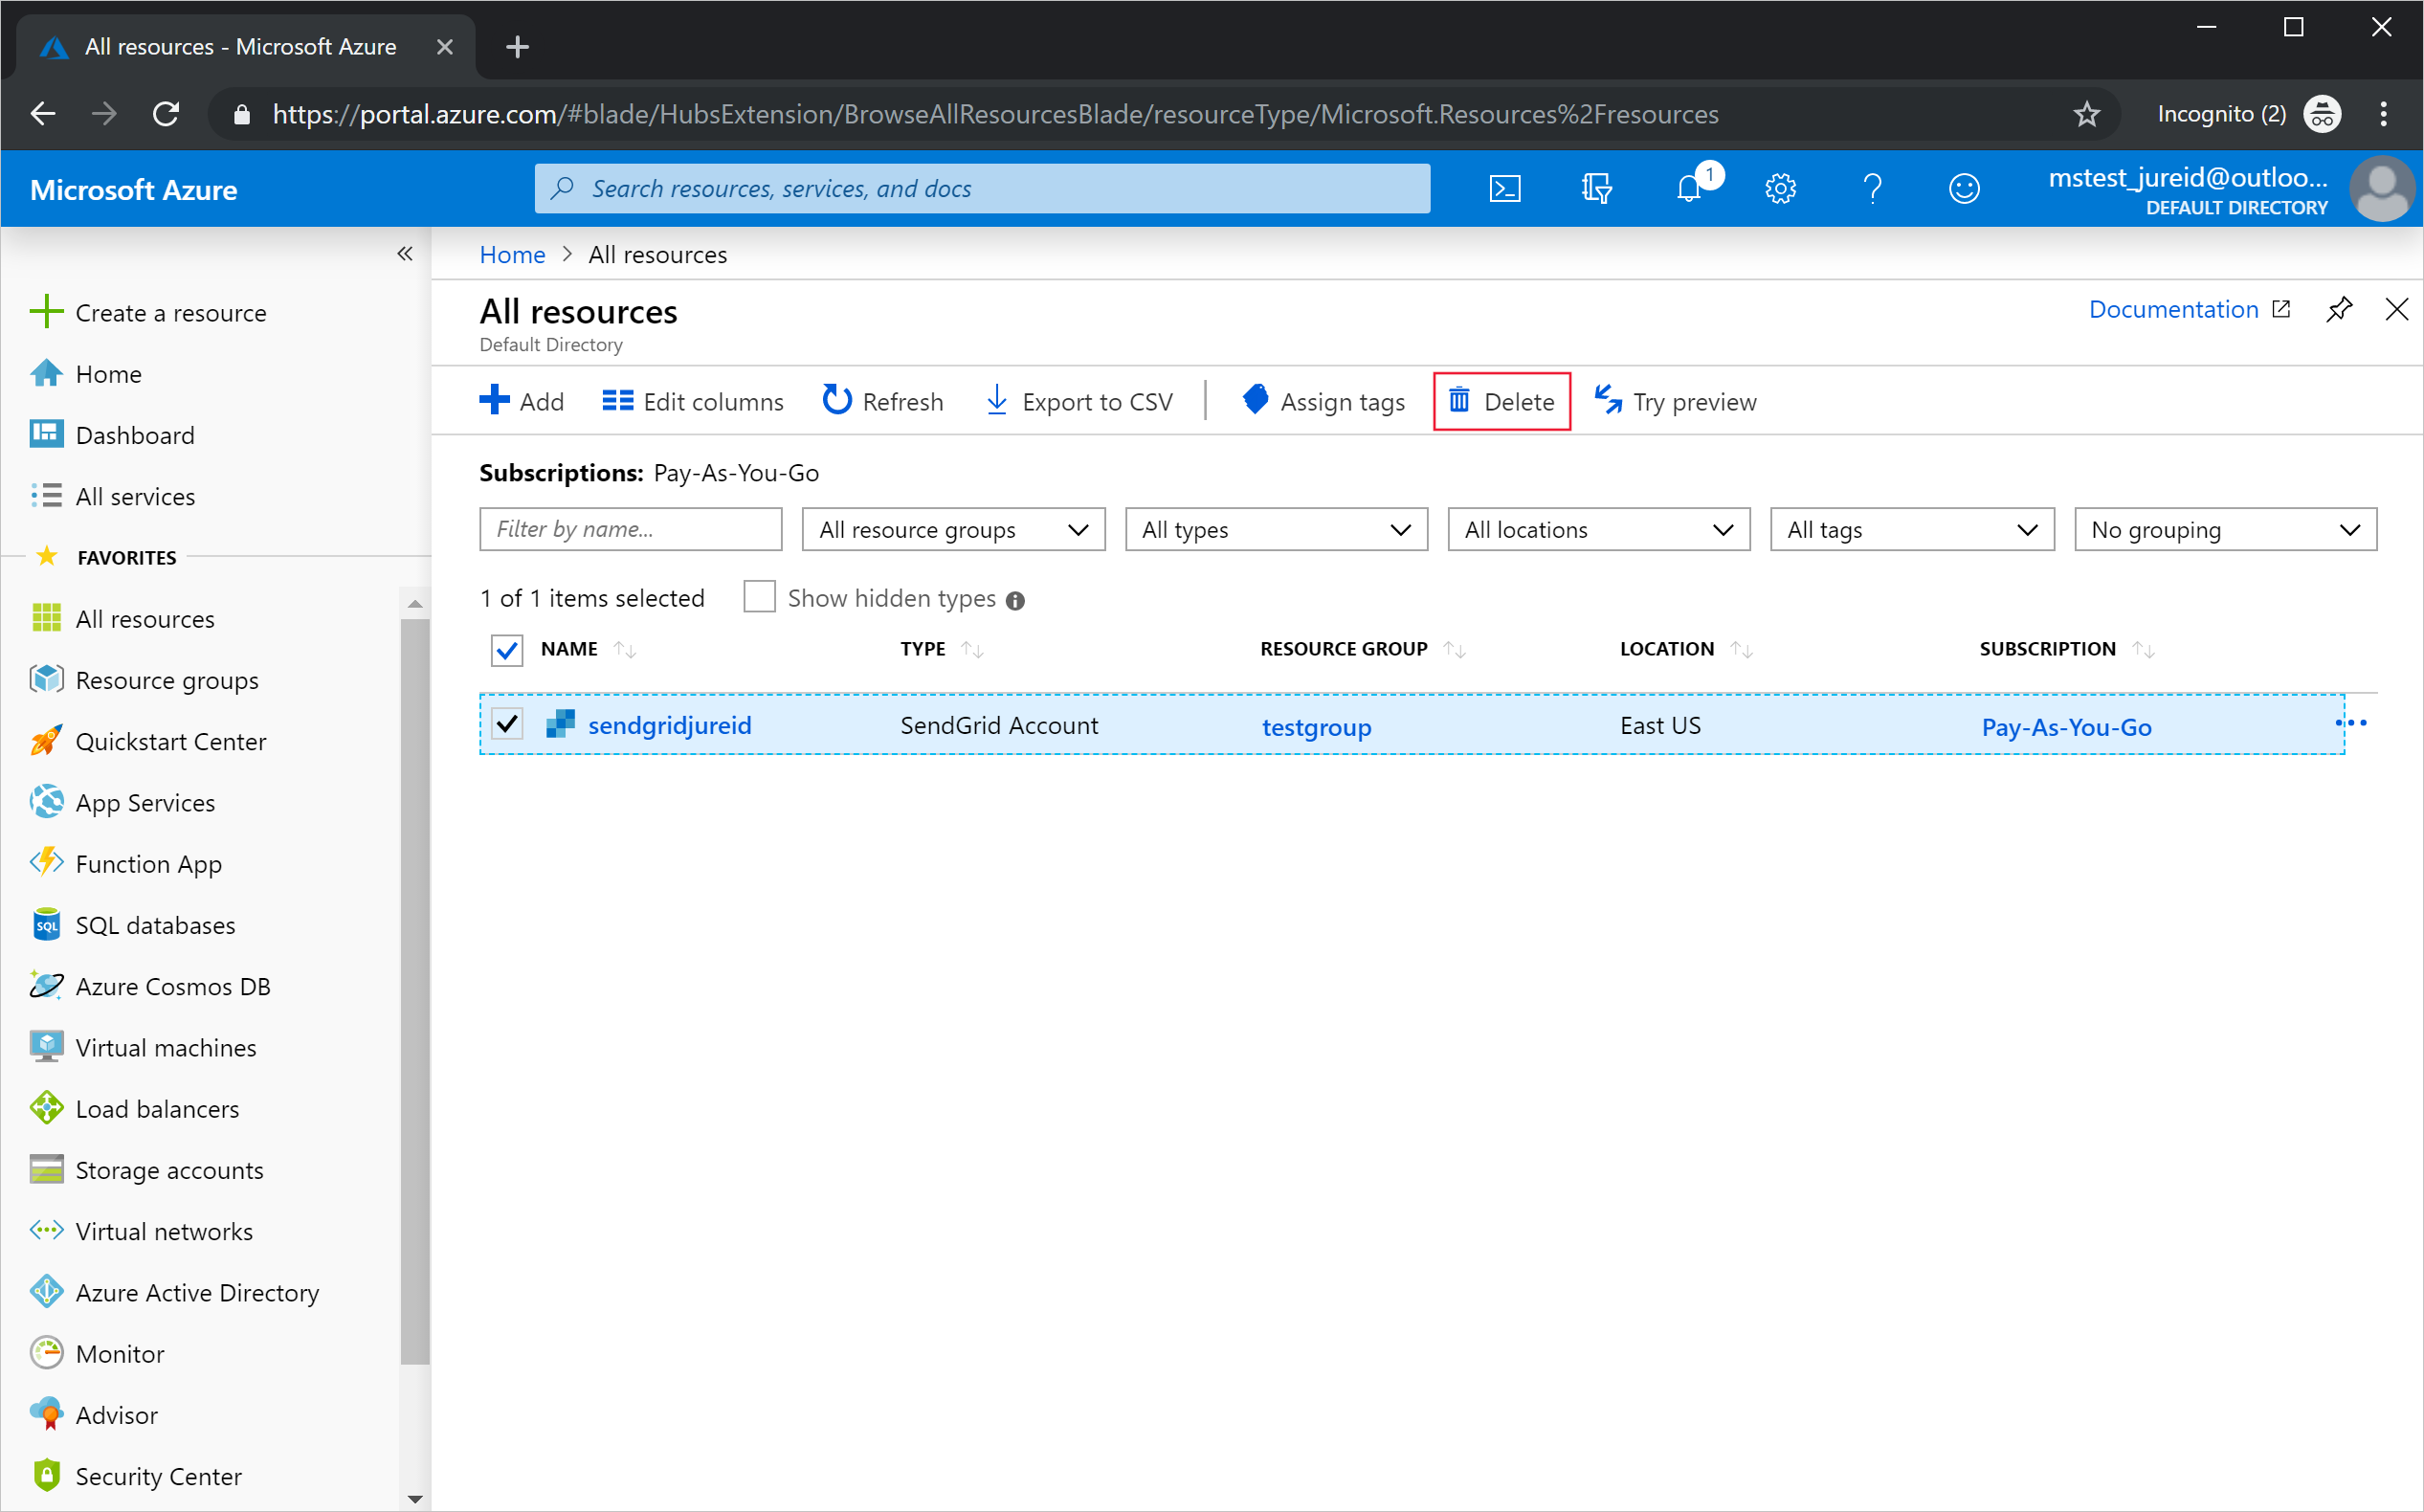 All resources - Microsoft Azure
https://portal.azure.com/#blade/HubsExtension/BrowseAllResourcesBlade/resourceType/Microsoft.Resources%2Fresources
Incognito (2)
Microsoft Azure
Search resources, services, and docs
1
mstest_jureid@outloo...
DEFAULT DIRECTORY
Create a resource
Home
Dashboard
All services
FAVORITES
All resources
Resource groups
Quickstart Center
App Services
Function App
SQL
SQL databases
Azure Cosmos DB
Virtual machines
Load balancers
Storage accounts
Virtual networks
Azure Active Directory
Monitor
Advisor
Security Center
Home > All resources
All resources
Default Directory
Documentation
Add
Edit columns
Refresh
Export to CSV
Assign tags
Delete
Try preview
Subscriptions: Pay-As-You-Go
Filter by name...
All resource groups
All types
All locations
All tags
No grouping
1 of 1 items selected
Show hidden types
NAME TYPE RESOURCE GROUP LOCATION SUBSCRIPTION
sendgridjureid SendGrid Account testgroup East US Pay-As-You-Go